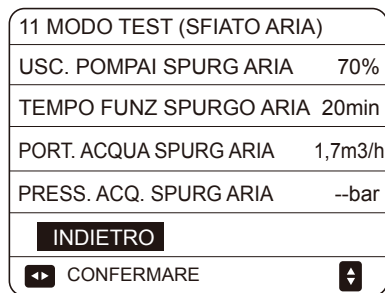 11 MODO TEST (SFIATO ARIA)
USC. POMPAI SPURG ARIA 70%
TEMPO FUNZ SPURGO ARIA 20min
PORT. ACQUA SPURG ARIA 1,7m3/h
PRESS. ACQ. SPURG ARIA --bar
INDIETRO
CONFERMARE